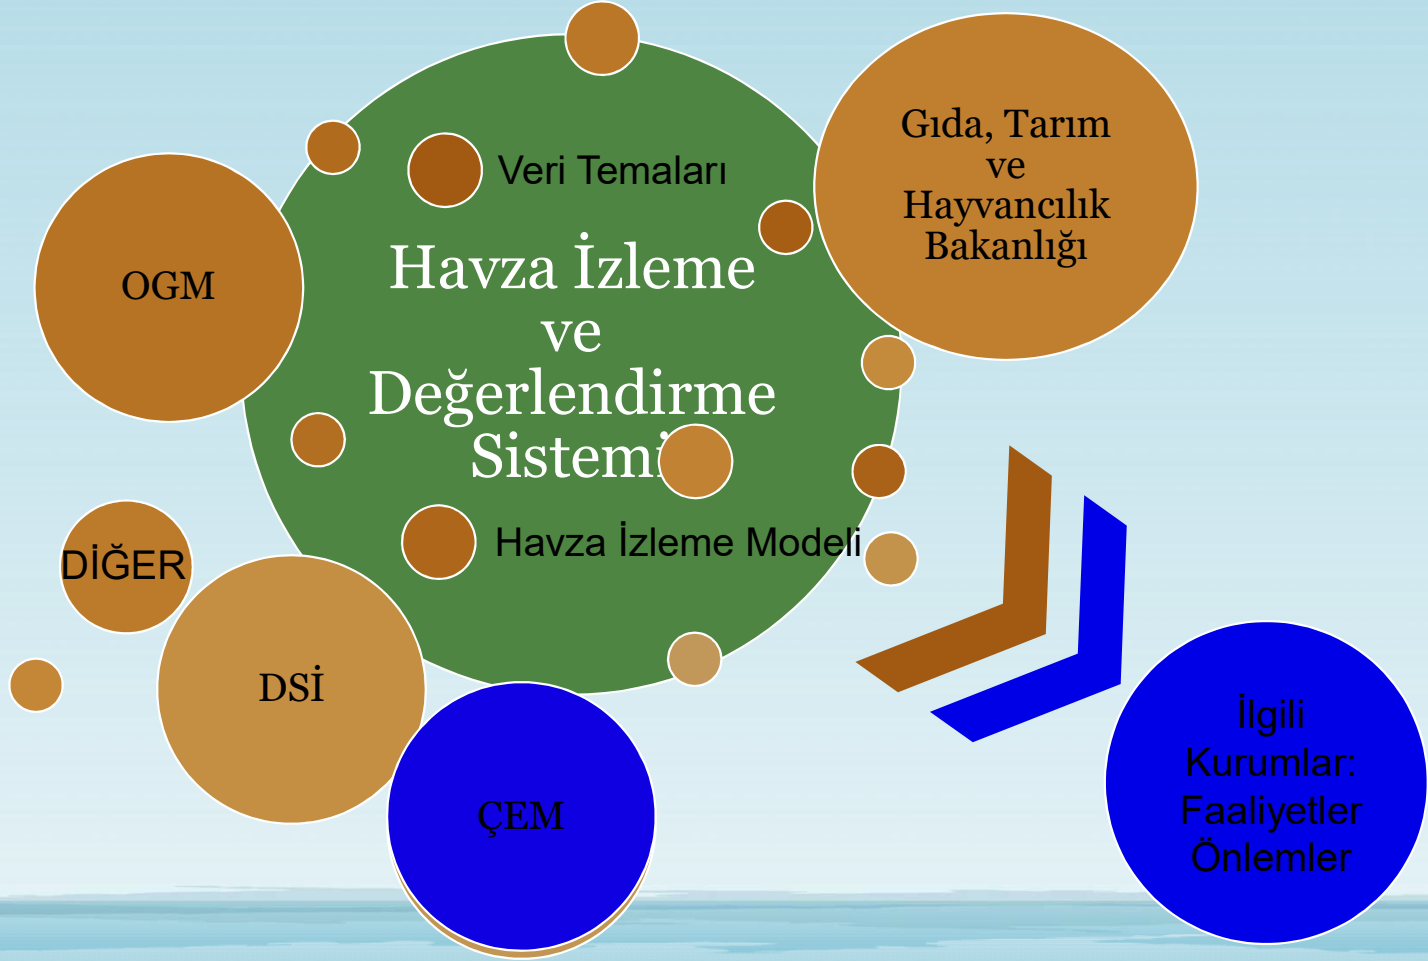 Veri Temaları
Havza İzleme
ve
Değerlendirme
Sistemi
Havza İzleme Modeli
Gıda, Tarım
ve
Hayvancılık
Bakanlığı
OGM
DİĞER
DSİ
ÇEM
İlgili
Kurumlar:
Faaliyetler
Önlemler